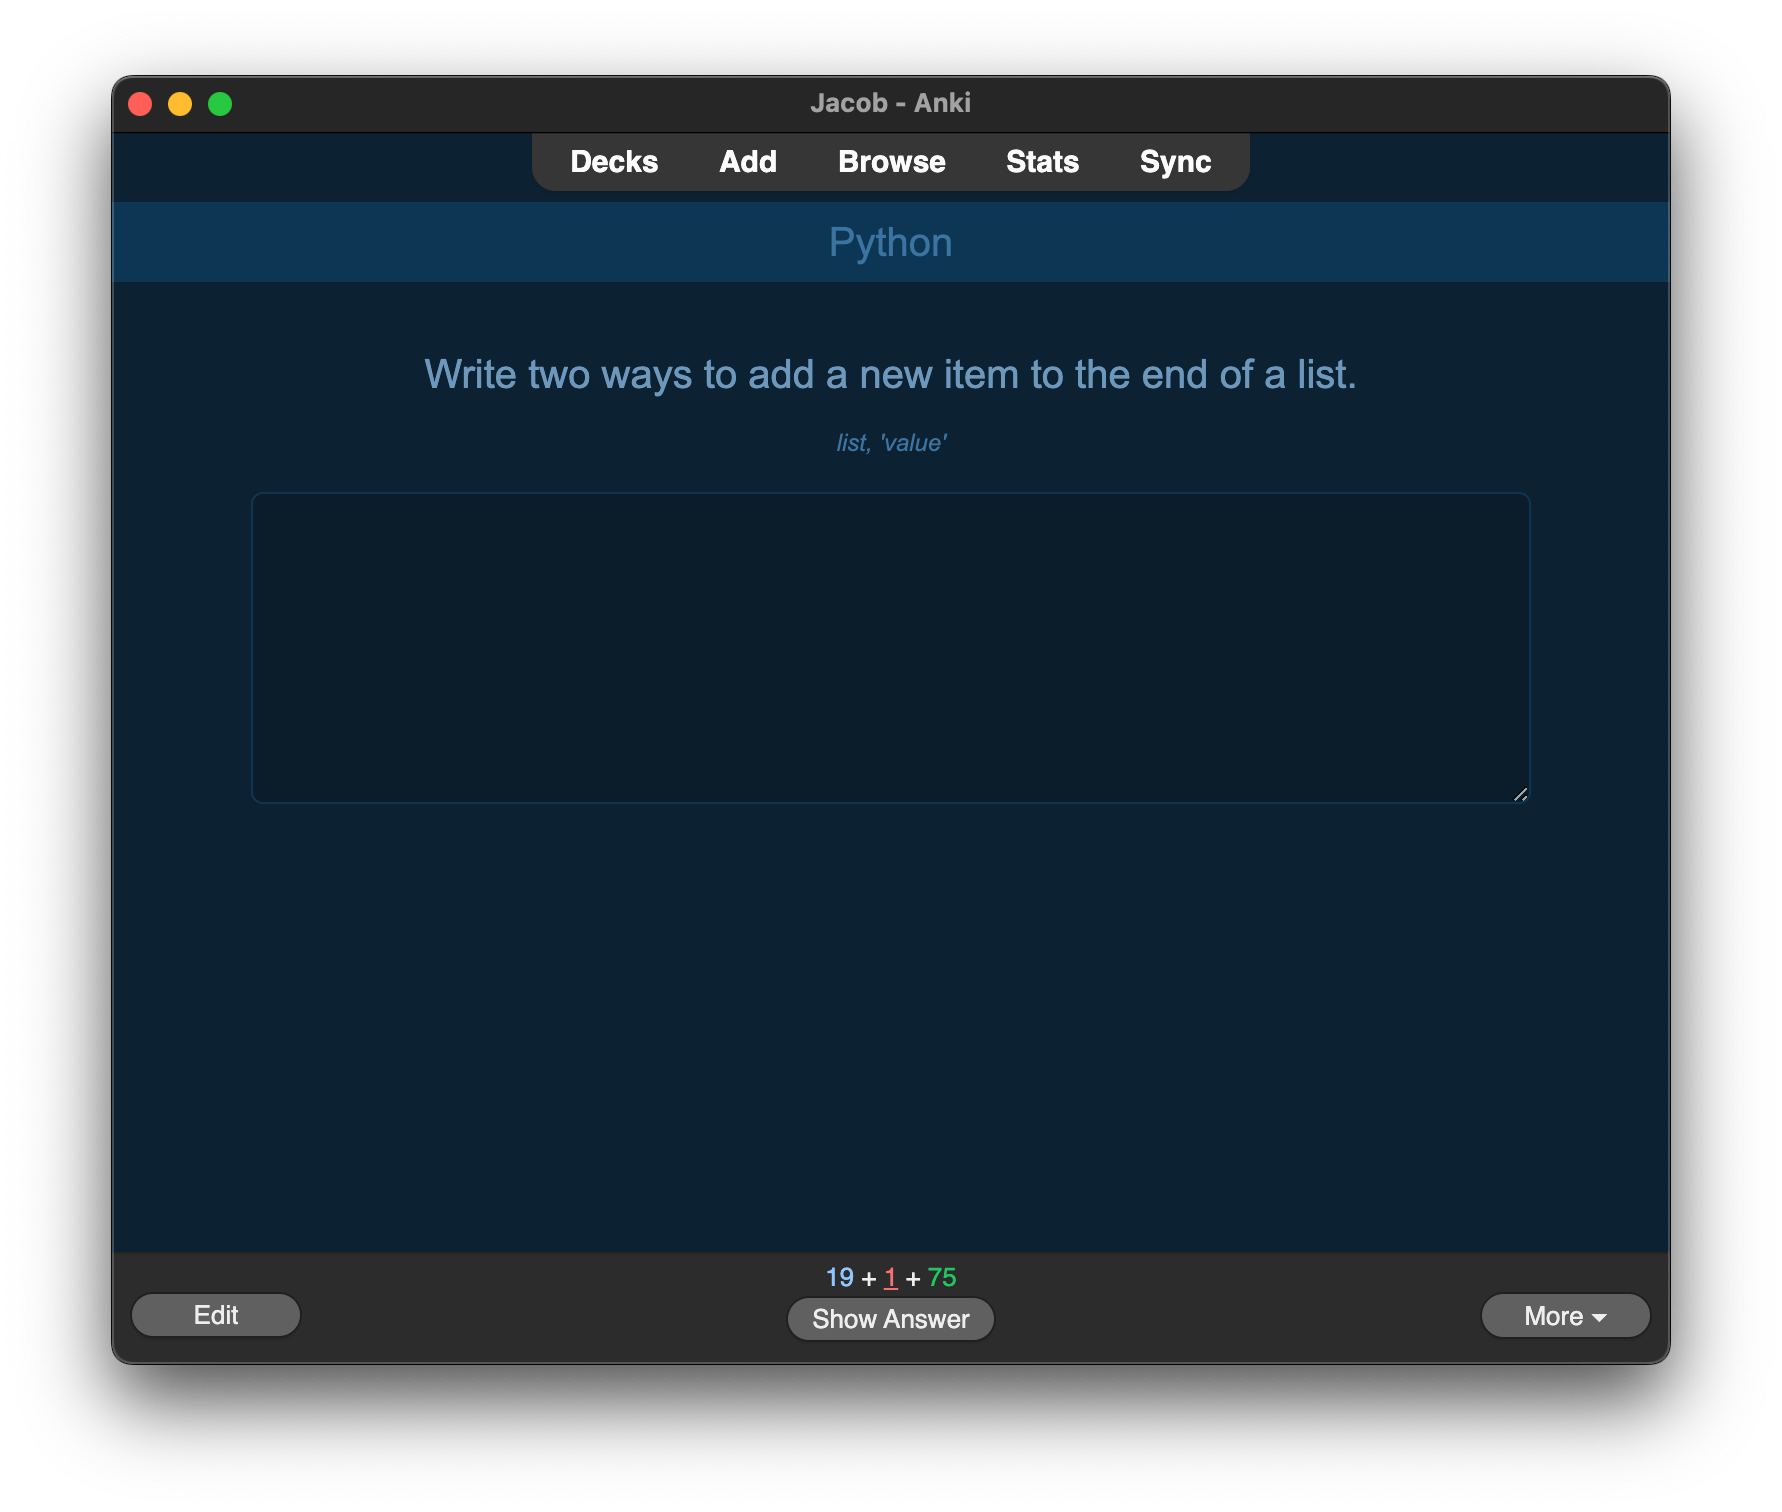 Jacob - Anki
Decks Add Browse Stats Sync
Python
Write two ways to add a new item to the end of a list.
list, 'value'
19 + 1 + 75
Edit Show Answer More